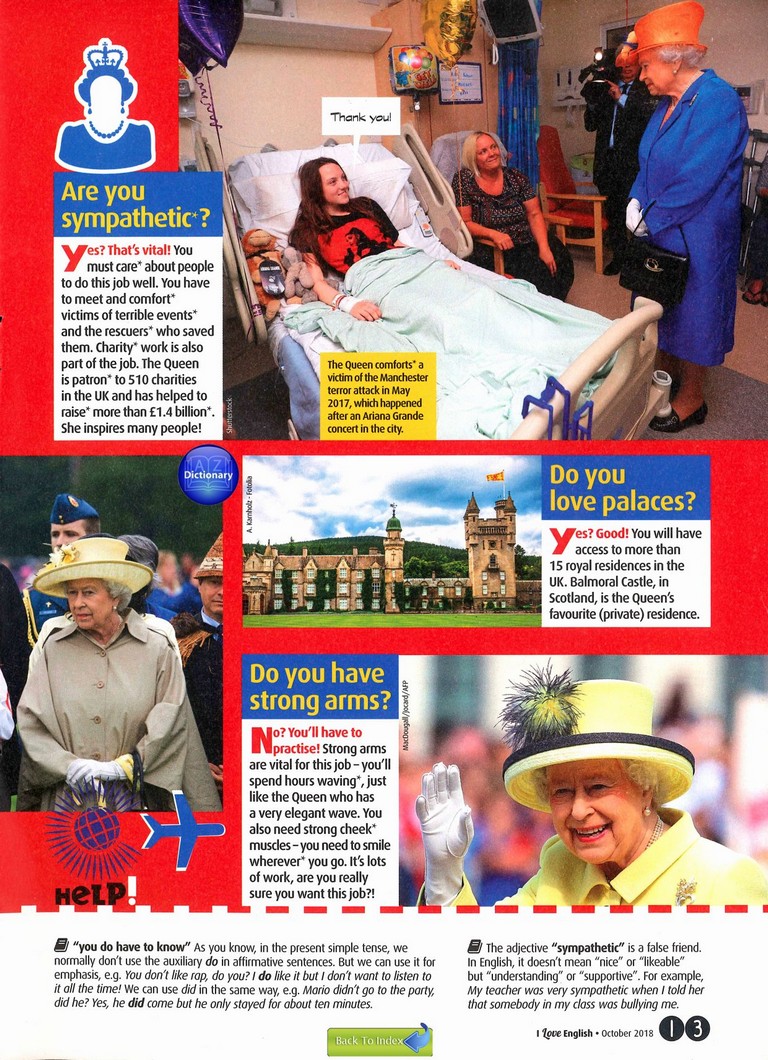 Thank you!
Are you
sympathetic*?
Yes? That's vital! You
must care* about people
to do this job well. You have
to meet and comfort*
victims of terrible events*
and the rescuers* who saved
them. Charity* work is also
part of the job. The Queen
is patron* to 510 charities
in the UK and has helped to
raise* more than £1.4 billion*.
She inspires many people!
Shutterstock
The Queen comforts* a
victim of the Manchester
terror attack in May
2017, which happened
after an Ariana Grande
concert in the city.
A Z
Dictionary
A. Karnholz - Fotolia
Do you
love palaces?
Yes? Good! You will have
access to more than
15 royal residences in the
UK. Balmoral Castle, in
Scotland, is the Queen's
favourite (private) residence.
Do you have
strong arms?
No? You'll have to
practise! Strong arms
are vital for this job – you'll
spend hours waving*, just
like the Queen who has
a very elegant wave. You
also need strong cheek*
muscles – you need to smile
wherever* you go. It's lots
of work, are you really
sure you want this job?!
MacDougall/Jocard/AFP
HeLP!
"you do have to know" As you know, in the present simple tense, we
normally don't use the auxiliary do in affirmative sentences. But we can use it for
emphasis, e.g. You don't like rap, do you? I do like it but I don't want to listen to
it all the time! We can use did in the same way, e.g. Mario didn't go to the party,
did he? Yes, he did come but he only stayed for about ten minutes.
The adjective "sympathetic" is a false friend.
In English, it doesn't mean "nice" or "likeable"
but "understanding" or "supportive". For example,
My teacher was very sympathetic when I told her
that somebody in my class was bullying me.
I Love English • October 2018 13
Back To Index